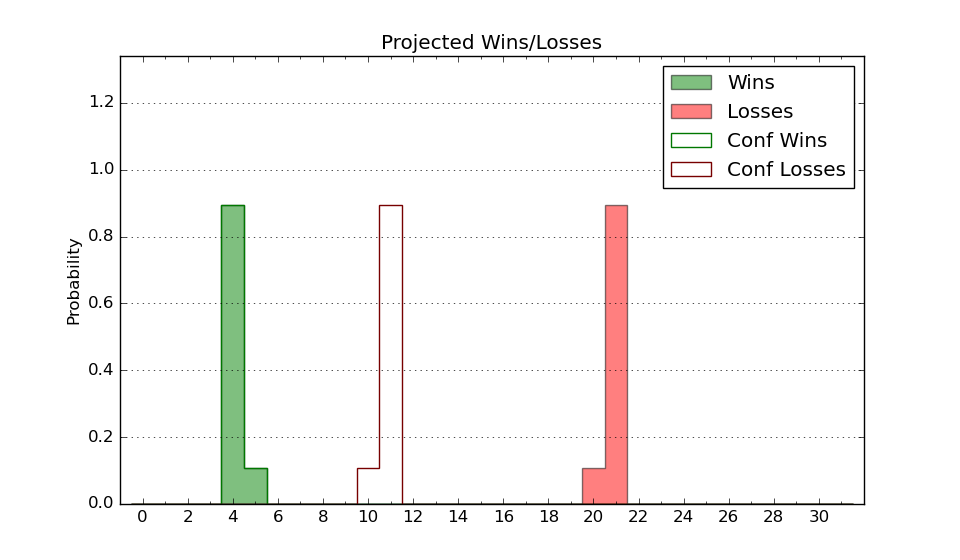 Projected Wins/Losses
Wins
Losses
Conf Wins
Conf Losses
Probability
1.2
1.0
0.8
0.6
0.4
0.2
0.0
0 2 4 6 8 10 12 14 16 18 20 22 24 26 28 30